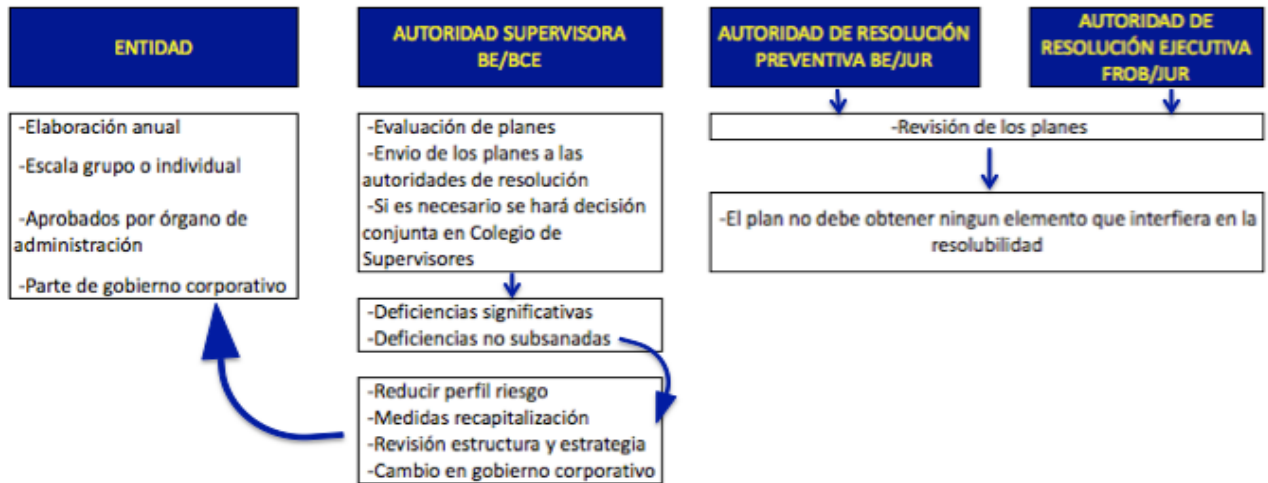 ENTIDAD
-Elaboración anual
-Escala grupo o individual
-Aprobados por órgano de
administración
-Parte de gobierno corporativo
AUTORIDAD SUPERVISORA
BE/BCE
-Evaluación de planes
-Envio de los planes a las
autoridades de resolución
-Si es necesario se hará decisión
conjunta en Colegio de
Supervisores
-Deficiencias significativas
-Deficiencias no subsanadas
-Reducir perfil riesgo
-Medidas recapitalización
-Revisión estructura y estrategia
-Cambio en gobierno corporativo
AUTORIDAD DE RESOLUCIÓN
PREVENTIVA BE/JUR
AUTORIDAD DE
RESOLUCIÓN EJECUTIVA
FROB/JUR
-Revisión de los planes
-El plan no debe obtener ningun elemento que interfiera en la
resolubilidad